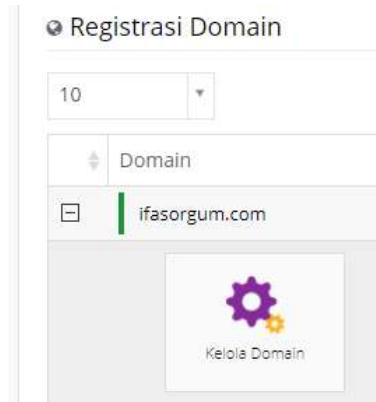 Registrasi Domain
10
Domain
ifasorgum.com
Kelola Domain